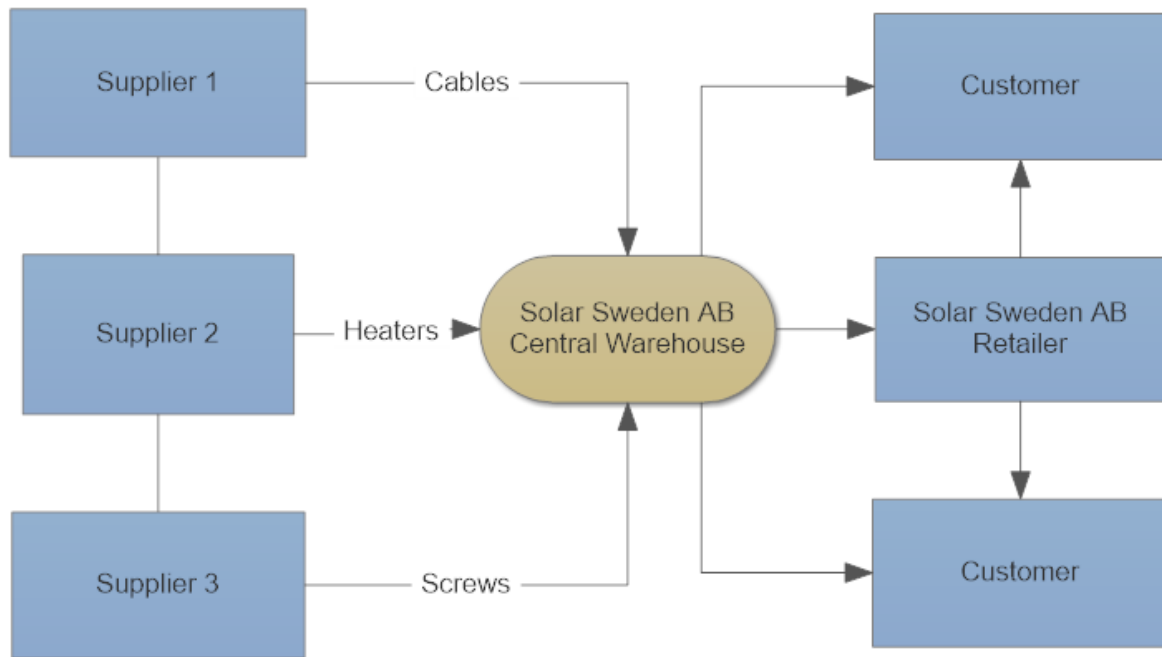 Supplier 1
Cables
Customer
Supplier 2
Heaters
Solar Sweden AB
Central Warehouse
Solar Sweden AB
Retailer
Supplier 3
Screws
Customer